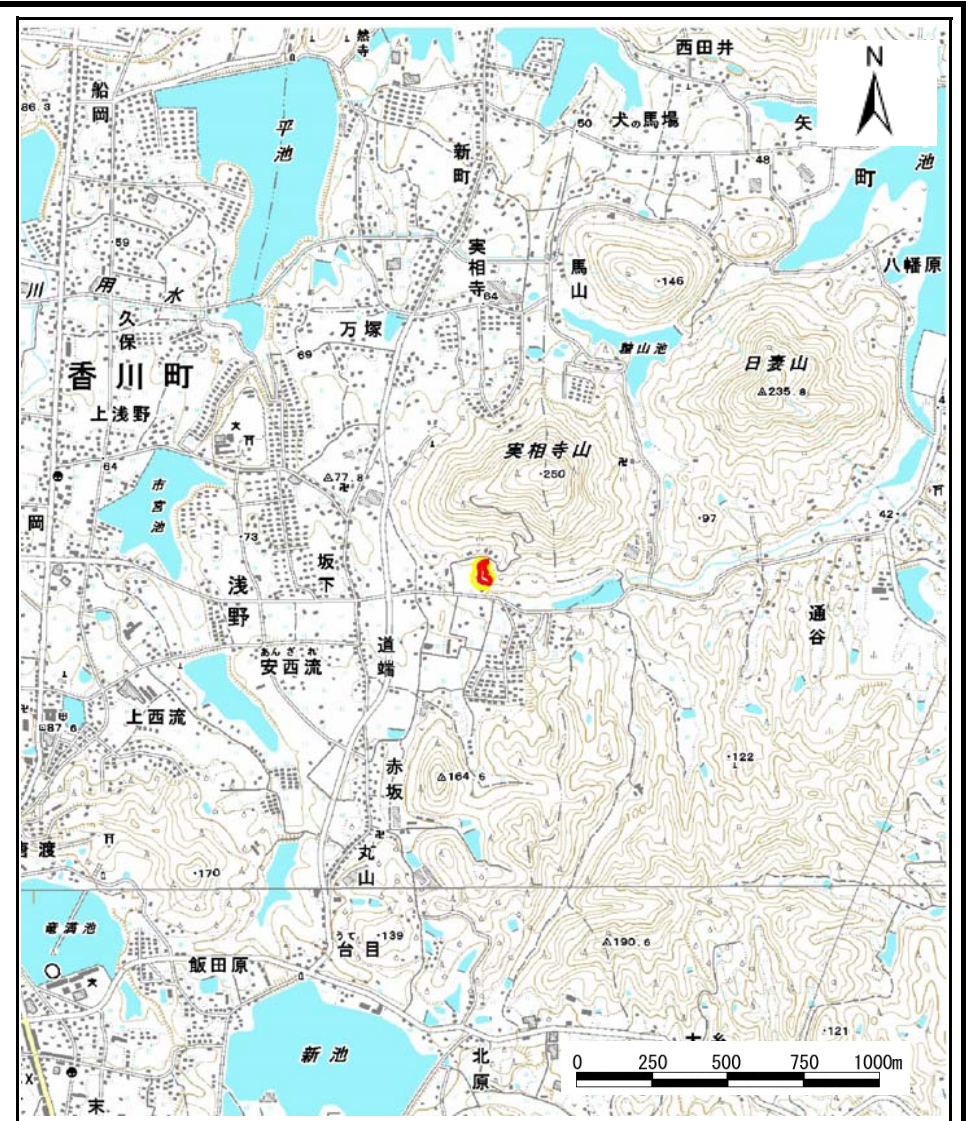 然寺
西田井
N
船岡
86.3
平池
犬の馬場
50
矢
新町
48
町
池
59
実相寺
馬山
八幡原
川用水
久保
64
146
万塚
鮎山池
69
日妻山
香川町
235.8
上浅野
実相寺山
64
77.8
250
市宮池
42
岡
97
73
坂下
浅野
通谷
道端
あんざれ
安西流
上西流
87.6
122
赤坂
164.6
丸山
渡
170
竜満池
うて
139
台目
190.6
飯田原
新池
北原
121
0 250 500 750 1000m
末